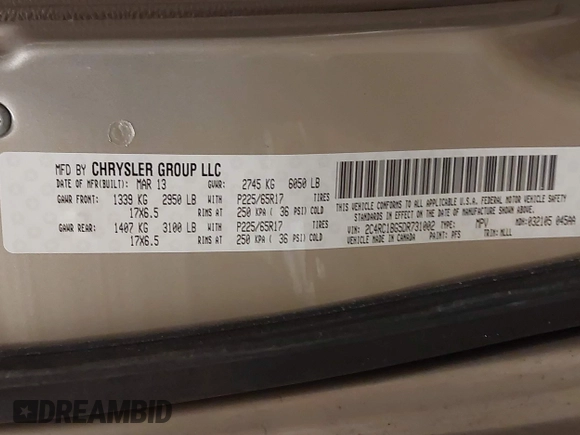 MFD BY CHRYSLER GROUP LLC
DATE OF MFR(BUILT): MAR 13 GVWR: 2745 KG 6050 LB
GAWR FRONT: 1339 KG 2950 LB WITH P225/65R17 TIRES
17X6.5 RIMS AT 250 KPA ( 36 PSI) COLD
GAWR REAR: 1407 KG 3100 LB WITH P225/65R17 TIRES
17X6.5 RIMS AT 250 KPA ( 36 PSI) COLD
THIS VEHICLE CONFORMS TO ALL APPLICABLE U.S.A. FEDERAL MOTOR VEHICLE SAFETY
STANDARDS IN EFFECT ON THE DATE OF MANUFACTURE SHOWN ABOVE.
VIN: 2C4RC1BG5DR731002 TYPE: MPV MDH: 032105 045AA
VEHICLE MADE IN CANADA PAINT: PFS TRIM: MLLL
DREAMBID